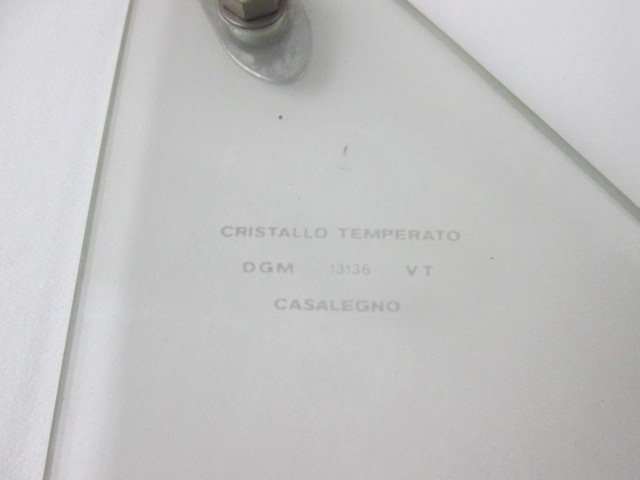 CRISTALLO TEMPERATO
DGM 13136 VT
CASALEGNO